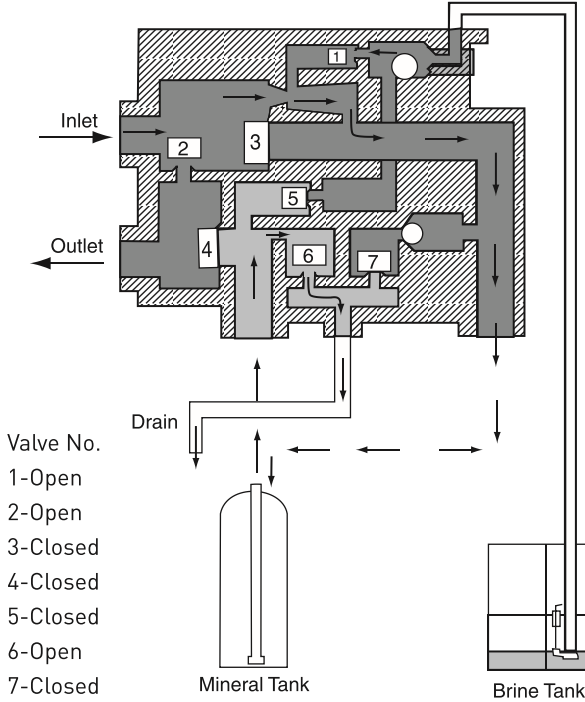 1
Inlet
2
3
5
Outlet
4
6
7
Drain
Valve No.
1-Open
2-Open
3-Closed
4-Closed
5-Closed
6-Open
7-Closed
Mineral Tank
Brine Tank